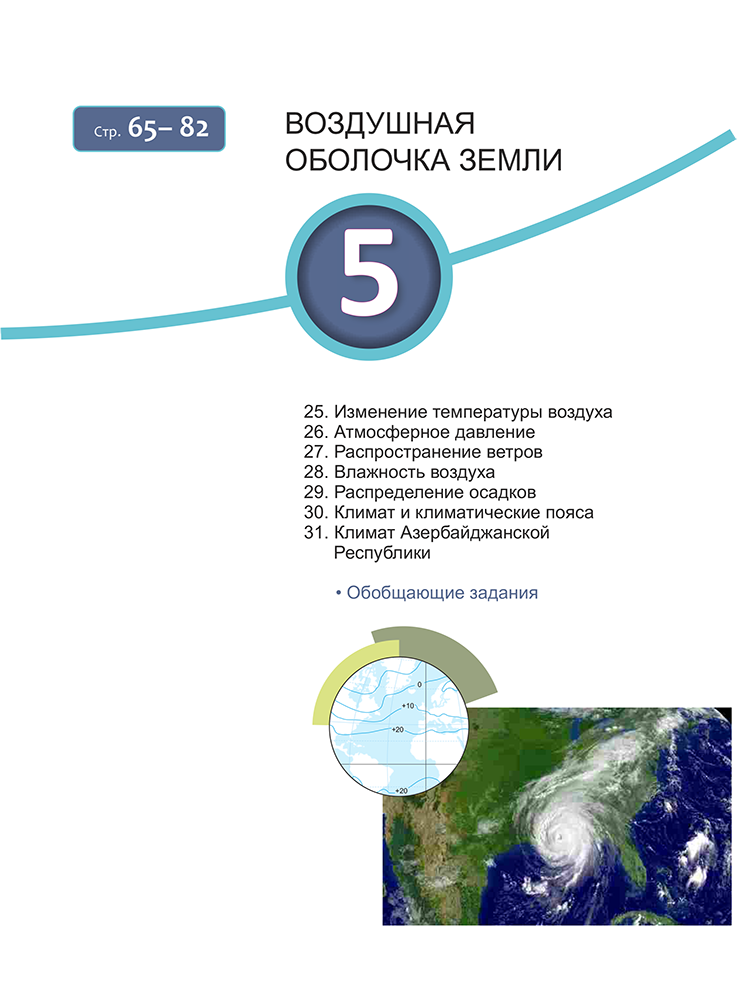 Стр. 65– 82
ВОЗДУШНАЯ
ОБОЛОЧКА ЗЕМЛИ
5
25. Изменение температуры воздуха
26. Атмосферное давление
27. Распространение ветров
28. Влажность воздуха
29. Распределение осадков
30. Климат и климатические пояса
31. Климат Азербайджанской
Республики
• Обобщающие задания
0
+10
+20
+20